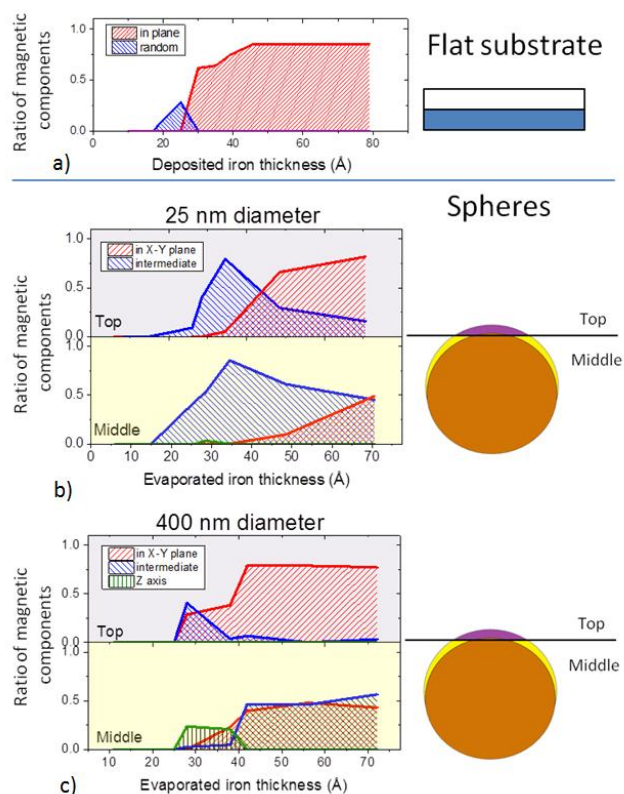 Ratio of magnetic
components
1.0
0.5
0.0
in plane
random
0 20 40 60 80 100
a)
Deposited iron thickness (Å)
Flat substrate
Spheres
25 nm diameter
Ratio of magnetic
components
1.0
0.5
0.0
in X-Y plane
intermediate
Top
1.0
0.5
0.0
Middle
0 10 20 30 40 50 60 70
b)
Evaporated iron thickness (Å)
Top
Middle
400 nm diameter
Ratio of magnetic
components
1.0
0.5
0.0
in X-Y plane
intermediate
Z axis
Top
1.0
0.5
0.0
Middle
10 20 30 40 50 60 70
c)
Evaporated iron thickness (Å)
Top
Middle